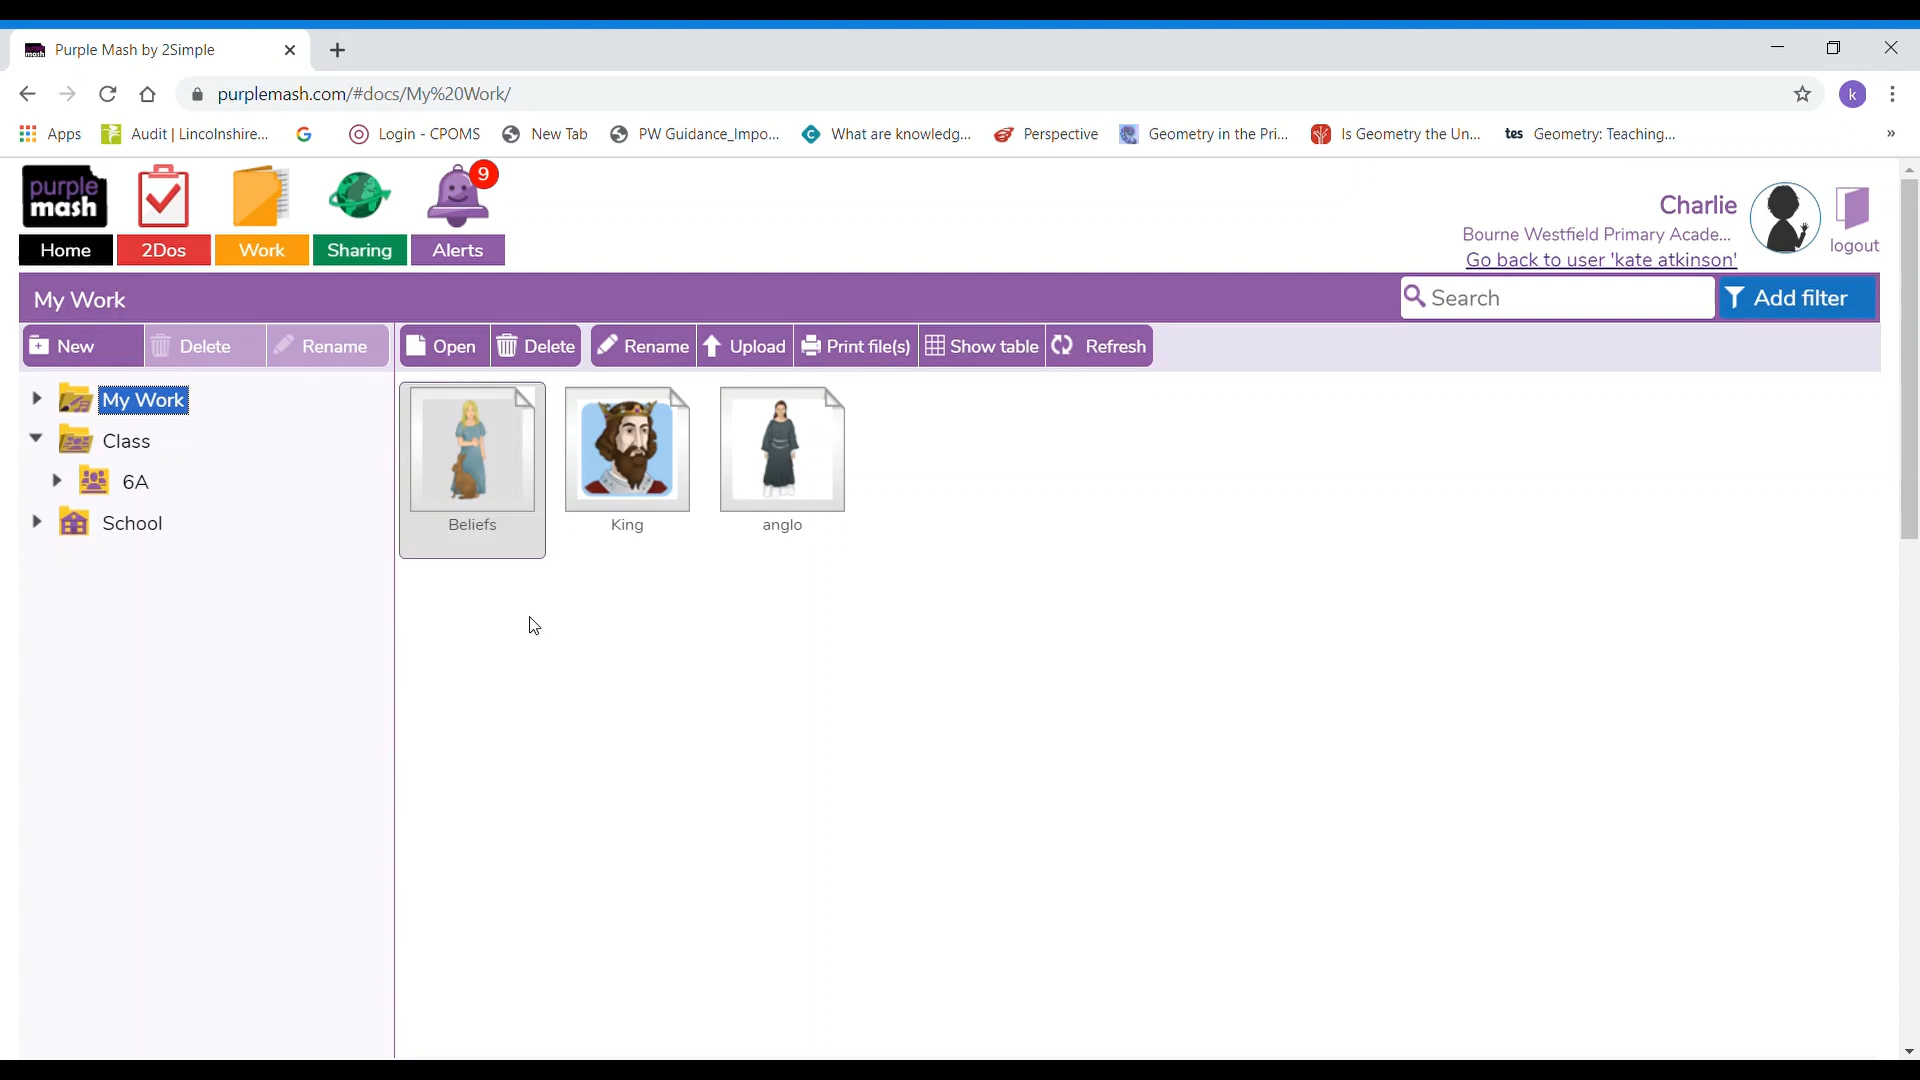 Purple Mash by 2Simple
purplemash.com/#docs/My%20Work/
k
Apps Audit | Lincolnshire... Login - CPOMS New Tab PW Guidance_Impo... What are knowledg... Perspective Geometry in the Pri... Is Geometry the Un... tes Geometry: Teaching... »
purple
mash
9
Home 2Dos Work Sharing Alerts
Charlie
Bourne Westfield Primary Acade...
Go back to user 'kate atkinson'
logout
My Work
Search
Add filter
New Delete Rename Open Delete Rename Upload Print file(s) Show table Refresh
My Work
Class
6A
School
Beliefs King anglo